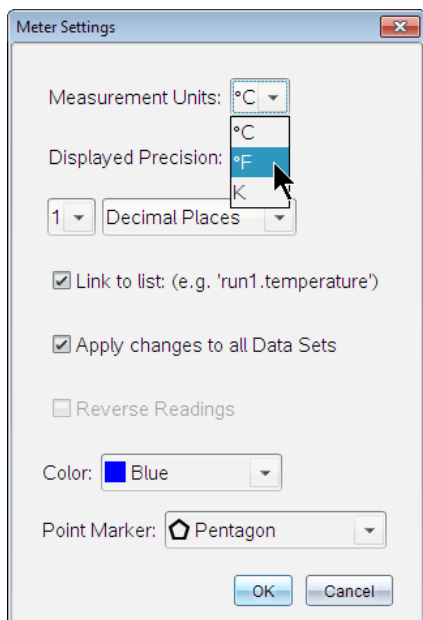 Meter Settings
Measurement Units: °C
°C
Displayed Precision: °F
K
1 Decimal Places
Link to list: (e.g. 'run1.temperature')
Apply changes to all Data Sets
Reverse Readings
Color: Blue
Point Marker: Pentagon
OK Cancel